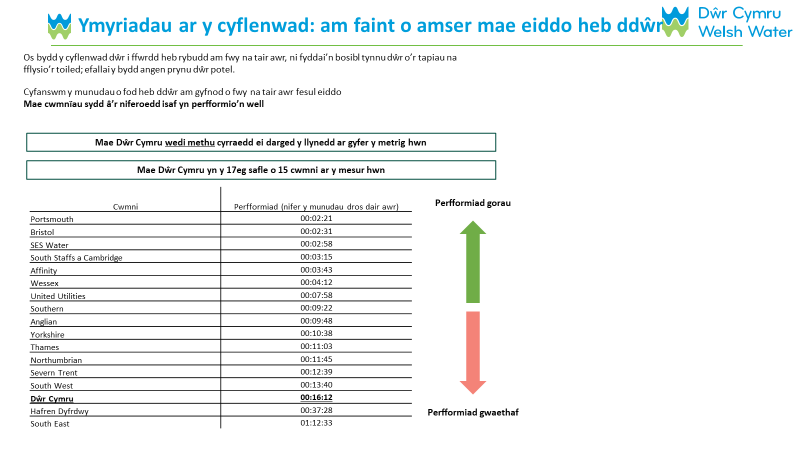 Ymyriadau ar y cyflenwad: am faint o amser mae eiddo heb ddŵr
Dŵr Cymru
Welsh Water
Os bydd y cyflenwad dŵr i ffwrdd heb rybudd am fwy na tair awr, ni fyddai'n bosibl tynnu dŵr o'r tapiau na
fflysio'r toiled; efallai y bydd angen prynu dŵr potel.
Cyfanswm y munudau o fod heb ddŵr am gyfnod o fwy na tair awr fesul eiddo
Mae cwmnïau sydd â'r niferoedd isaf yn perfformio'n well
Mae Dŵr Cymru wedi methu cyrraedd ei darged y llynedd ar gyfer y metrig hwn
Mae Dŵr Cymru yn y 17eg safle o 15 cwmni ar y mesur hwn
Cwmni Perfformiad (nifer y munudau dros dair awr)
Portsmouth 00:02:21
Bristol 00:02:31
SES Water 00:02:58
South Staffs a Cambridge 00:03:15
Affinity 00:03:43
Wessex 00:04:12
United Utilities 00:07:58
Southern 00:09:22
Anglian 00:09:48
Yorkshire 00:10:38
Thames 00:11:03
Northumbrian 00:11:45
Severn Trent 00:12:39
South West 00:13:40
Dŵr Cymru 00:16:12
Hafren Dyfrdwy 00:37:28
South East 01:12:33
Perfformiad gorau
Perfformiad gwaethaf